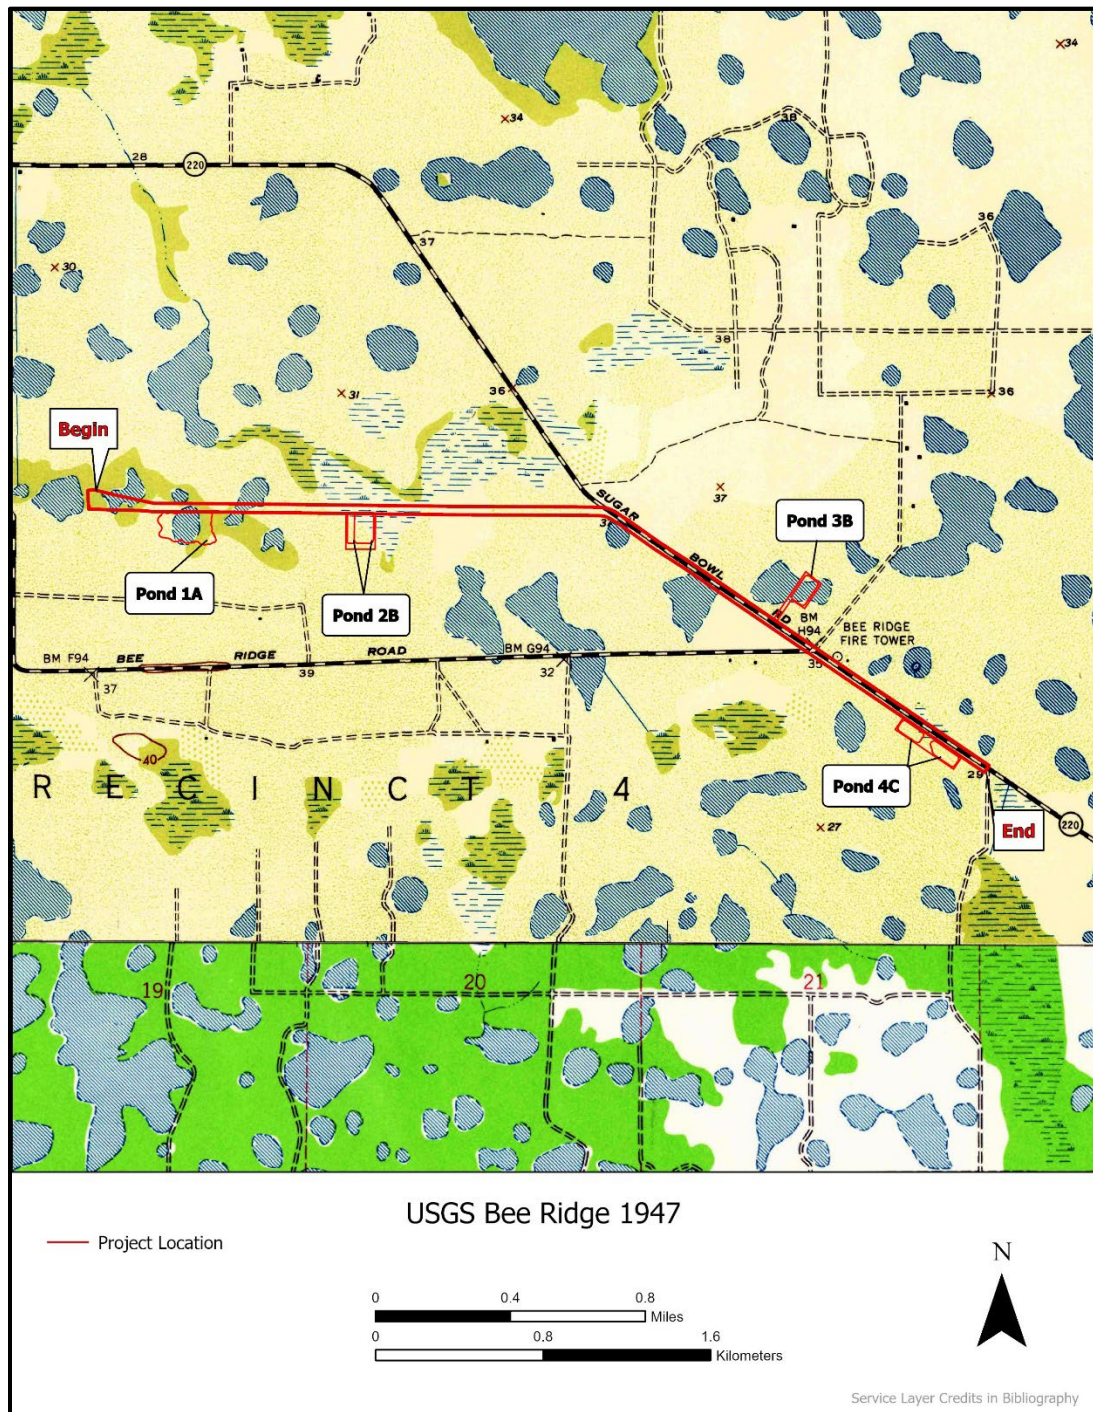 34
34
38
28
220
37
36
30
38
31
36
36
Begin
37
SUGAR
BOWL
RD
Pond 3B
Pond 1A
Pond 2B
BM
H94
BEE RIDGE
FIRE TOWER
BM F94
BEE
RIDGE
ROAD
BM G94
35
37
39
32
40
29
R E C I N C T 4
Pond 4C
27
End
220
19
20
21
USGS Bee Ridge 1947
Project Location
N
0
0.4
0.8
Miles
0
0.8
1.6
Kilometers
Service Layer Credits in Bibliography